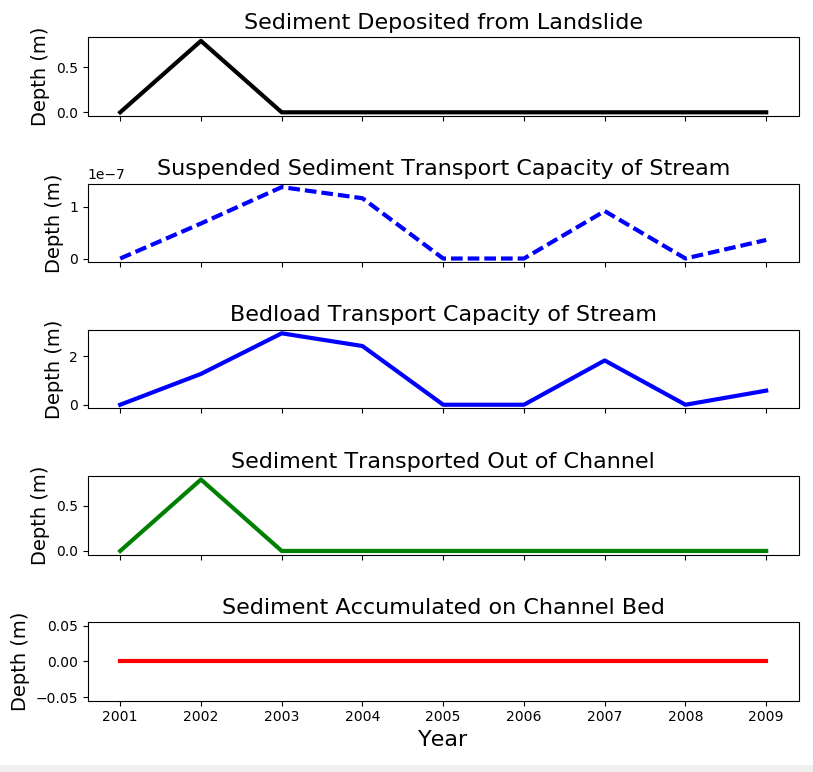 Sediment Deposited from Landslide
Depth (m)
0.5
0.0
Suspended Sediment Transport Capacity of Stream
1e−7
Depth (m)
1
0
Bedload Transport Capacity of Stream
Depth (m)
2
0
Sediment Transported Out of Channel
Depth (m)
0.5
0.0
Sediment Accumulated on Channel Bed
Depth (m)
0.05
0.00
−0.05
2001 2002 2003 2004 2005 2006 2007 2008 2009
Year